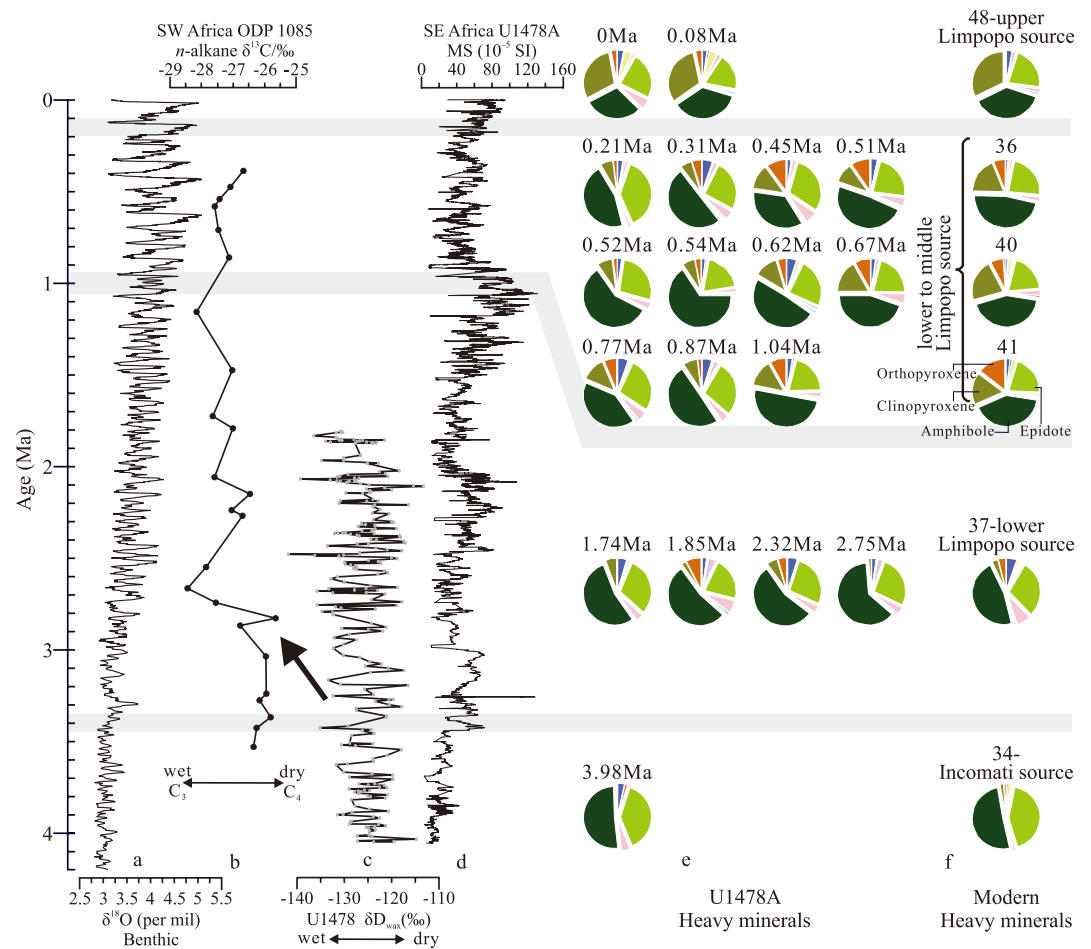 SW Africa ODP 1085
n-alkane δ¹³C/‰
-29 -28 -27 -26 -25
SE Africa U1478A
MS (10⁻⁵ SI)
0 40 80 120 160
48-upper
Limpopo source
0Ma 0.08Ma
0.21Ma 0.31Ma 0.45Ma 0.51Ma 36
0.52Ma 0.54Ma 0.62Ma 0.67Ma 40
0.77Ma 0.87Ma 1.04Ma 41
lower to middle
Limpopo source
Orthopyroxene
Clinopyroxene
Amphibole Epidote
37-lower
Limpopo source
1.74Ma 1.85Ma 2.32Ma 2.75Ma
34-
Incomati source
3.98Ma
Age (Ma)
0
1
2
3
4
wet dry
C₃ C₄
a b c d e f
2.5 3 3.5 4 4.5 5 5.5
δ¹⁸O (per mil)
Benthic
-140 -130 -120 -110
U1478 δD_wax(‰)
wet dry
U1478A
Heavy minerals
Modern
Heavy minerals